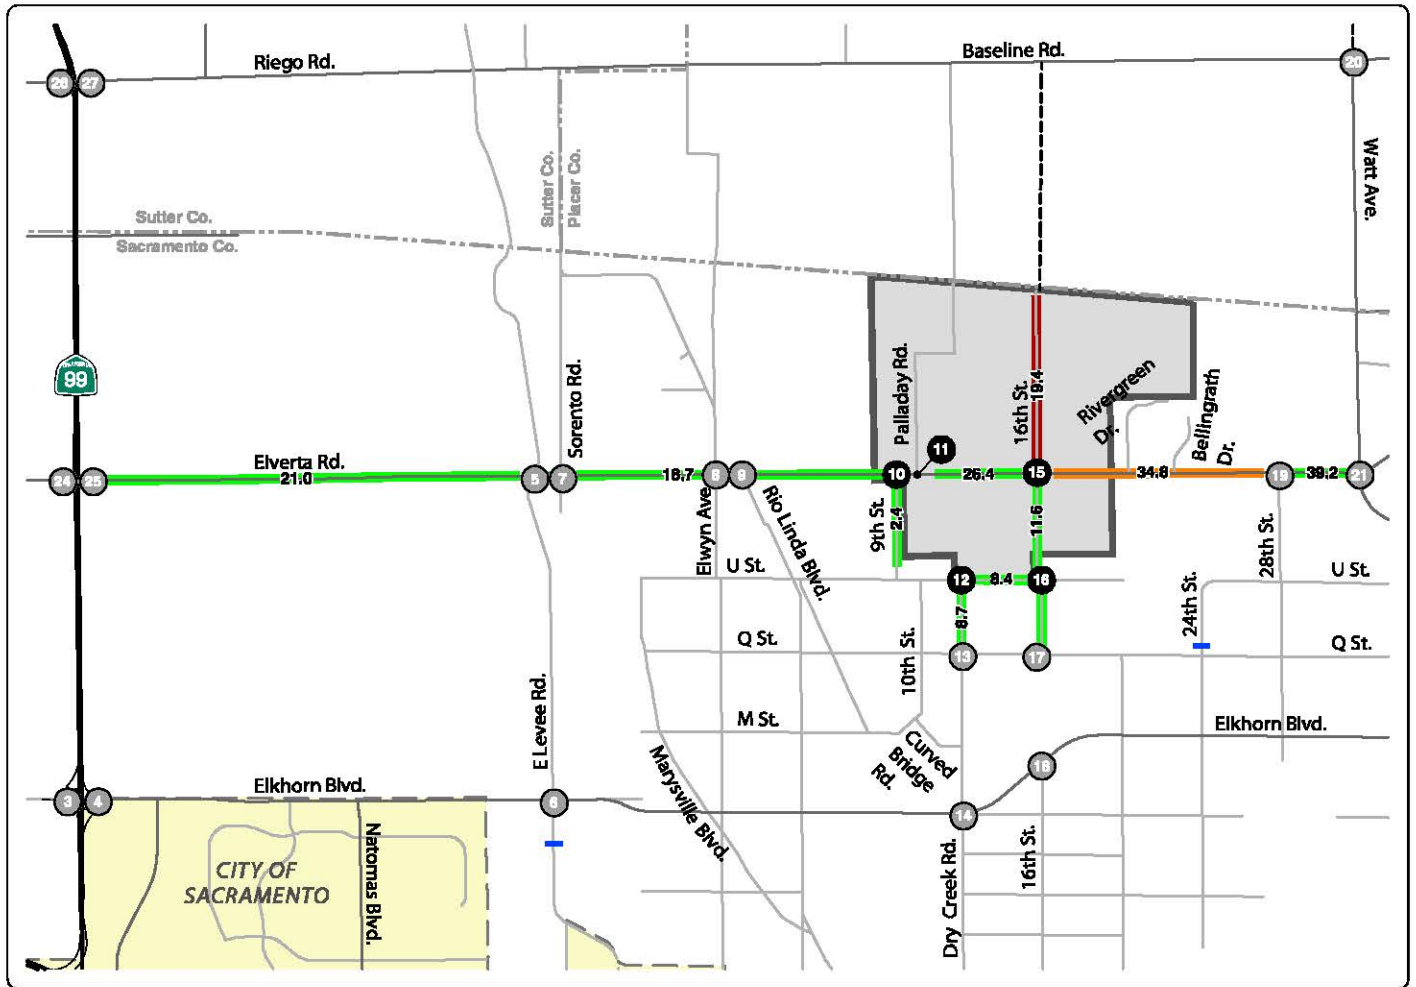 Riego Rd.
Baseline Rd.
26
27
20
Watt Ave.
Sutter Co.
Placer Co.
Sutter Co.
Sacramento Co.
99
Sorento Rd.
Palladay Rd.
16th St.
19.4
Rivergreen
Dr.
Bellingrath
Dr.
11
Elverta Rd.
24
25
21.0
5
7
18.7
8
9
10
26.4
15
34.8
19
39.2
21
Elwyn Ave
Rio Linda Blvd.
9th St.
2.4
11.6
28th St.
U St.
12
8.4
16
24th St.
U St.
8.7
Q St.
10th St.
13
17
Q St.
E Levee Rd.
M St.
Elkhorn Blvd.
Curved
Bridge
Rd.
18
Marysville Blvd.
Elkhorn Blvd.
3
4
6
14
Natomas Blvd.
CITY OF
SACRAMENTO
Dry Creek Rd.
16th St.